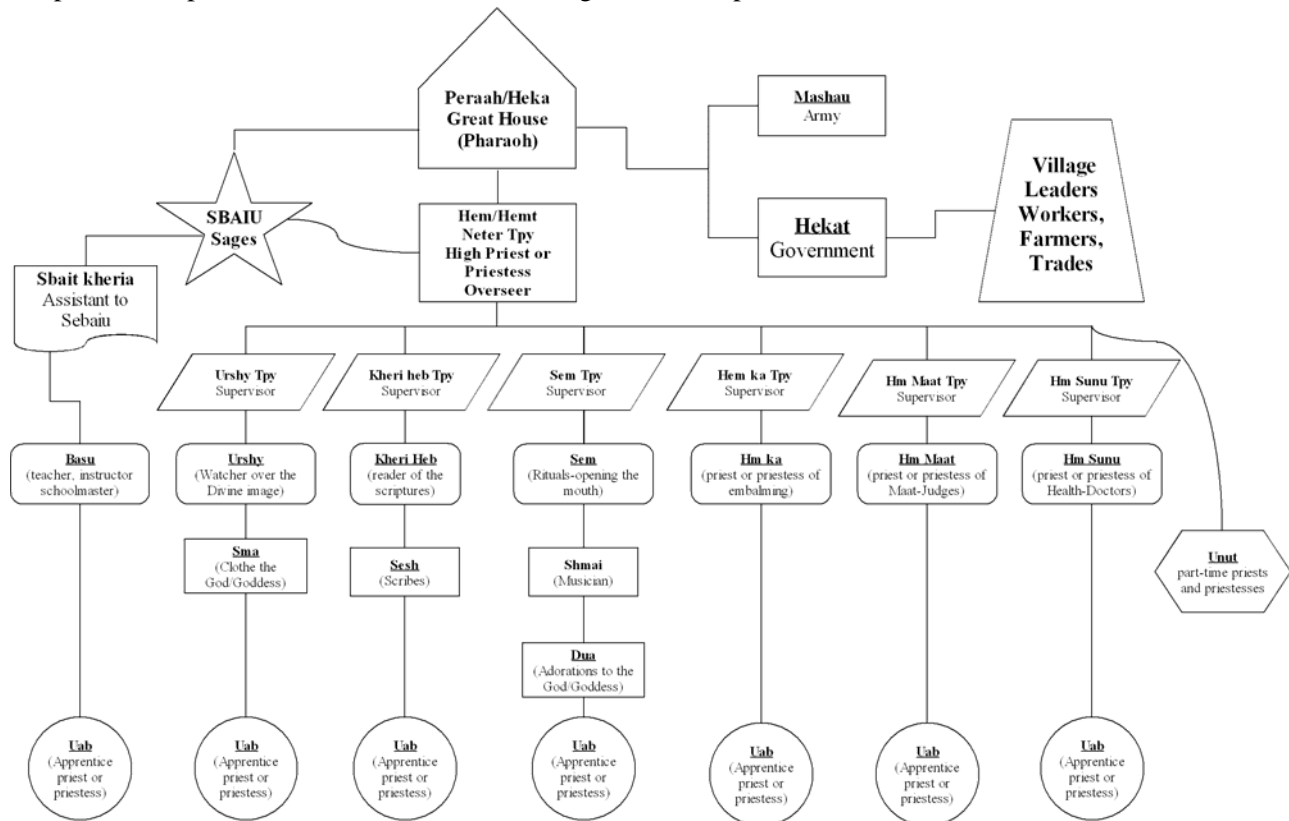 Peraah/Heka
Great House
(Pharaoh)
Mashau
Army
Village
Leaders
Workers,
Farmers,
Trades
Hekat
Government
SBAIU
Sages
Hem/Hemt
Neter Tpy
High Priest or
Priestess
Overseer
Sbait kheria
Assistant to
Sebaiu
Urshy Tpy
Supervisor
Kheri heb Tpy
Supervisor
Sem Tpy
Supervisor
Hem ka Tpy
Supervisor
Hm Maat Tpy
Supervisor
Hm Sunu Tpy
Supervisor
Basu
(teacher, instructor
schoolmaster)
Urshy
(Watcher over the
Divine image)
Kheri Heb
(reader of the
scriptures)
Sem
(Rituals-opening the
mouth)
Hm ka
(priest or priestess of
embalming)
Hm Maat
(priest or priestess of
Maat-Judges)
Hm Sunu
(priest or priestess of
Health-Doctors)
Sma
(Clothe the
God/Goddess)
Sesh
(Scribes)
Shmai
(Musician)
Unut
part-time priests
and priestesses
Dua
(Adorations to the
God/Goddess)
Uab
(Apprentice
priest or
priestess)
Uab
(Apprentice
priest or
priestess)
Uab
(Apprentice
priest or
priestess)
Uab
(Apprentice
priest or
priestess)
Uab
(Apprentice
priest or
priestess)
Uab
(Apprentice
priest or
priestess)
Uab
(Apprentice
priest or
priestess)